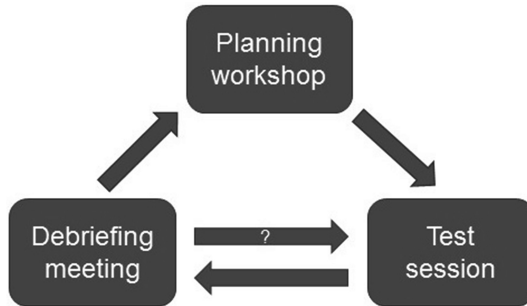 Planning
workshop
Debriefing
meeting
?
Test
session